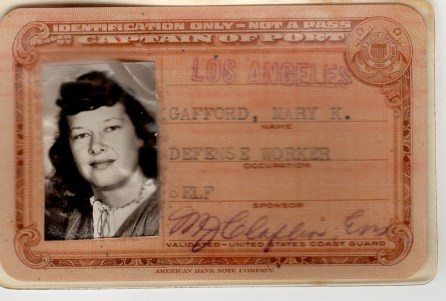 IDENTIFICATION ONLY - NOT A PASS
CAPTAIN OF PORT
LOS ANGELES
GAFFORD, MARY K.
NAME
DEFENSE WORKER
OCCUPATION
SELF
SPONSOR
VALIDATED - UNITED STATES COAST GUARD
AMERICAN BANK NOTE COMPANY.